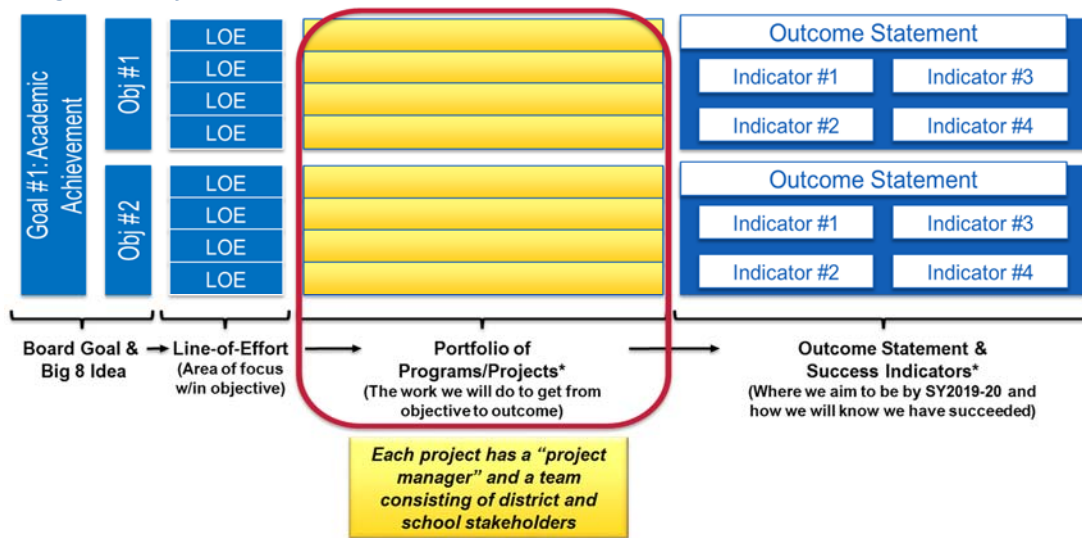 Goal #1: Academic
Achievement
Obj #1
LOE
LOE
LOE
LOE
Outcome Statement
Indicator #1
Indicator #3
Indicator #2
Indicator #4
Obj #2
LOE
LOE
LOE
LOE
Outcome Statement
Indicator #1
Indicator #3
Indicator #2
Indicator #4
Board Goal &
Big 8 Idea
Line-of-Effort
(Area of focus
w/in objective)
Portfolio of
Programs/Projects*
(The work we will do to get from
objective to outcome)
Outcome Statement &
Success Indicators*
(Where we aim to be by SY2019-20 and
how we will know we have succeeded)
Each project has a “project
manager” and a team
consisting of district and
school stakeholders